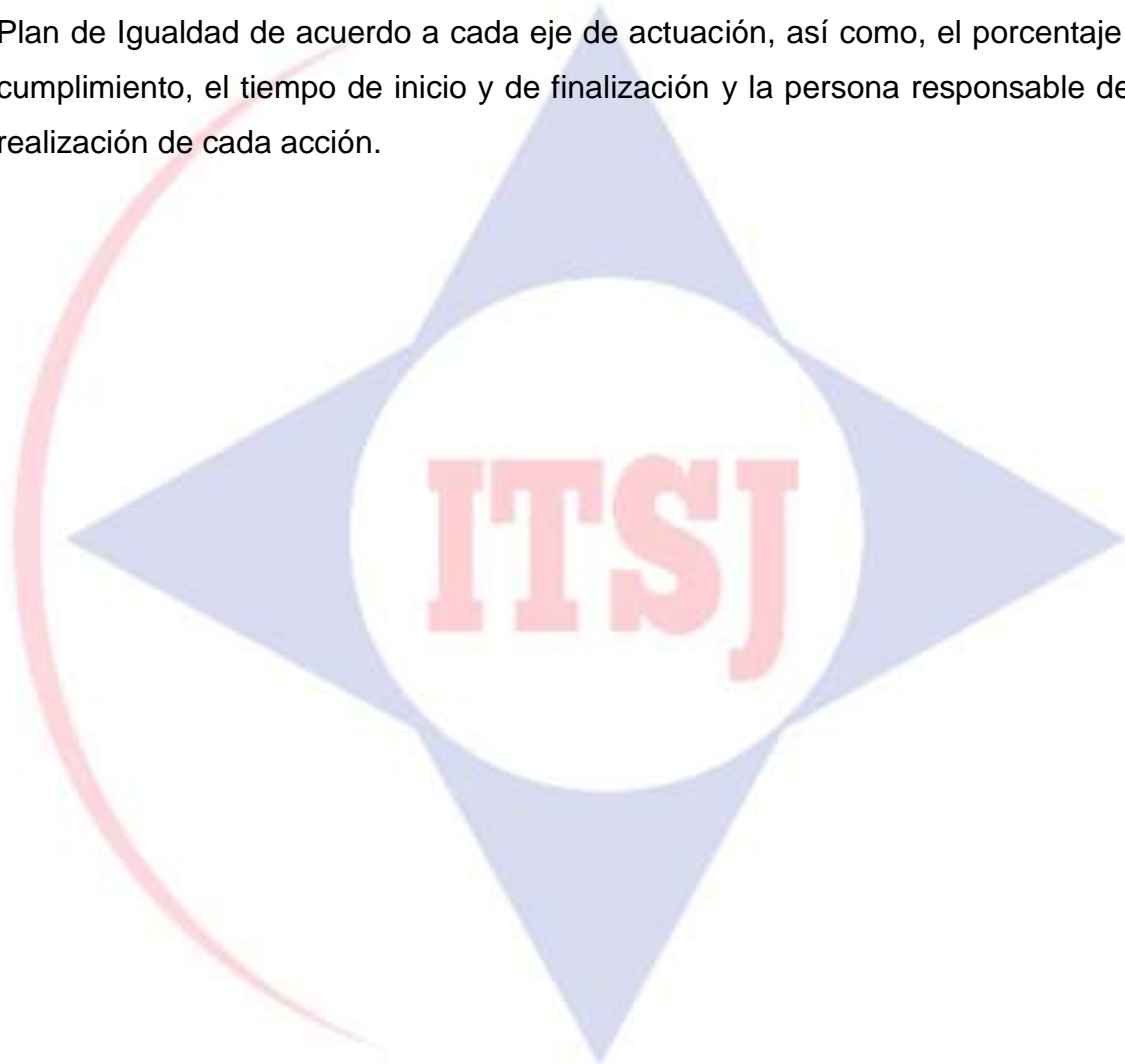 Plan de Igualdad de acuerdo a cada eje de actuación, así como, el porcentaje
cumplimiento, el tiempo de inicio y de finalización y la persona responsable de
realización de cada acción.
ITSJ